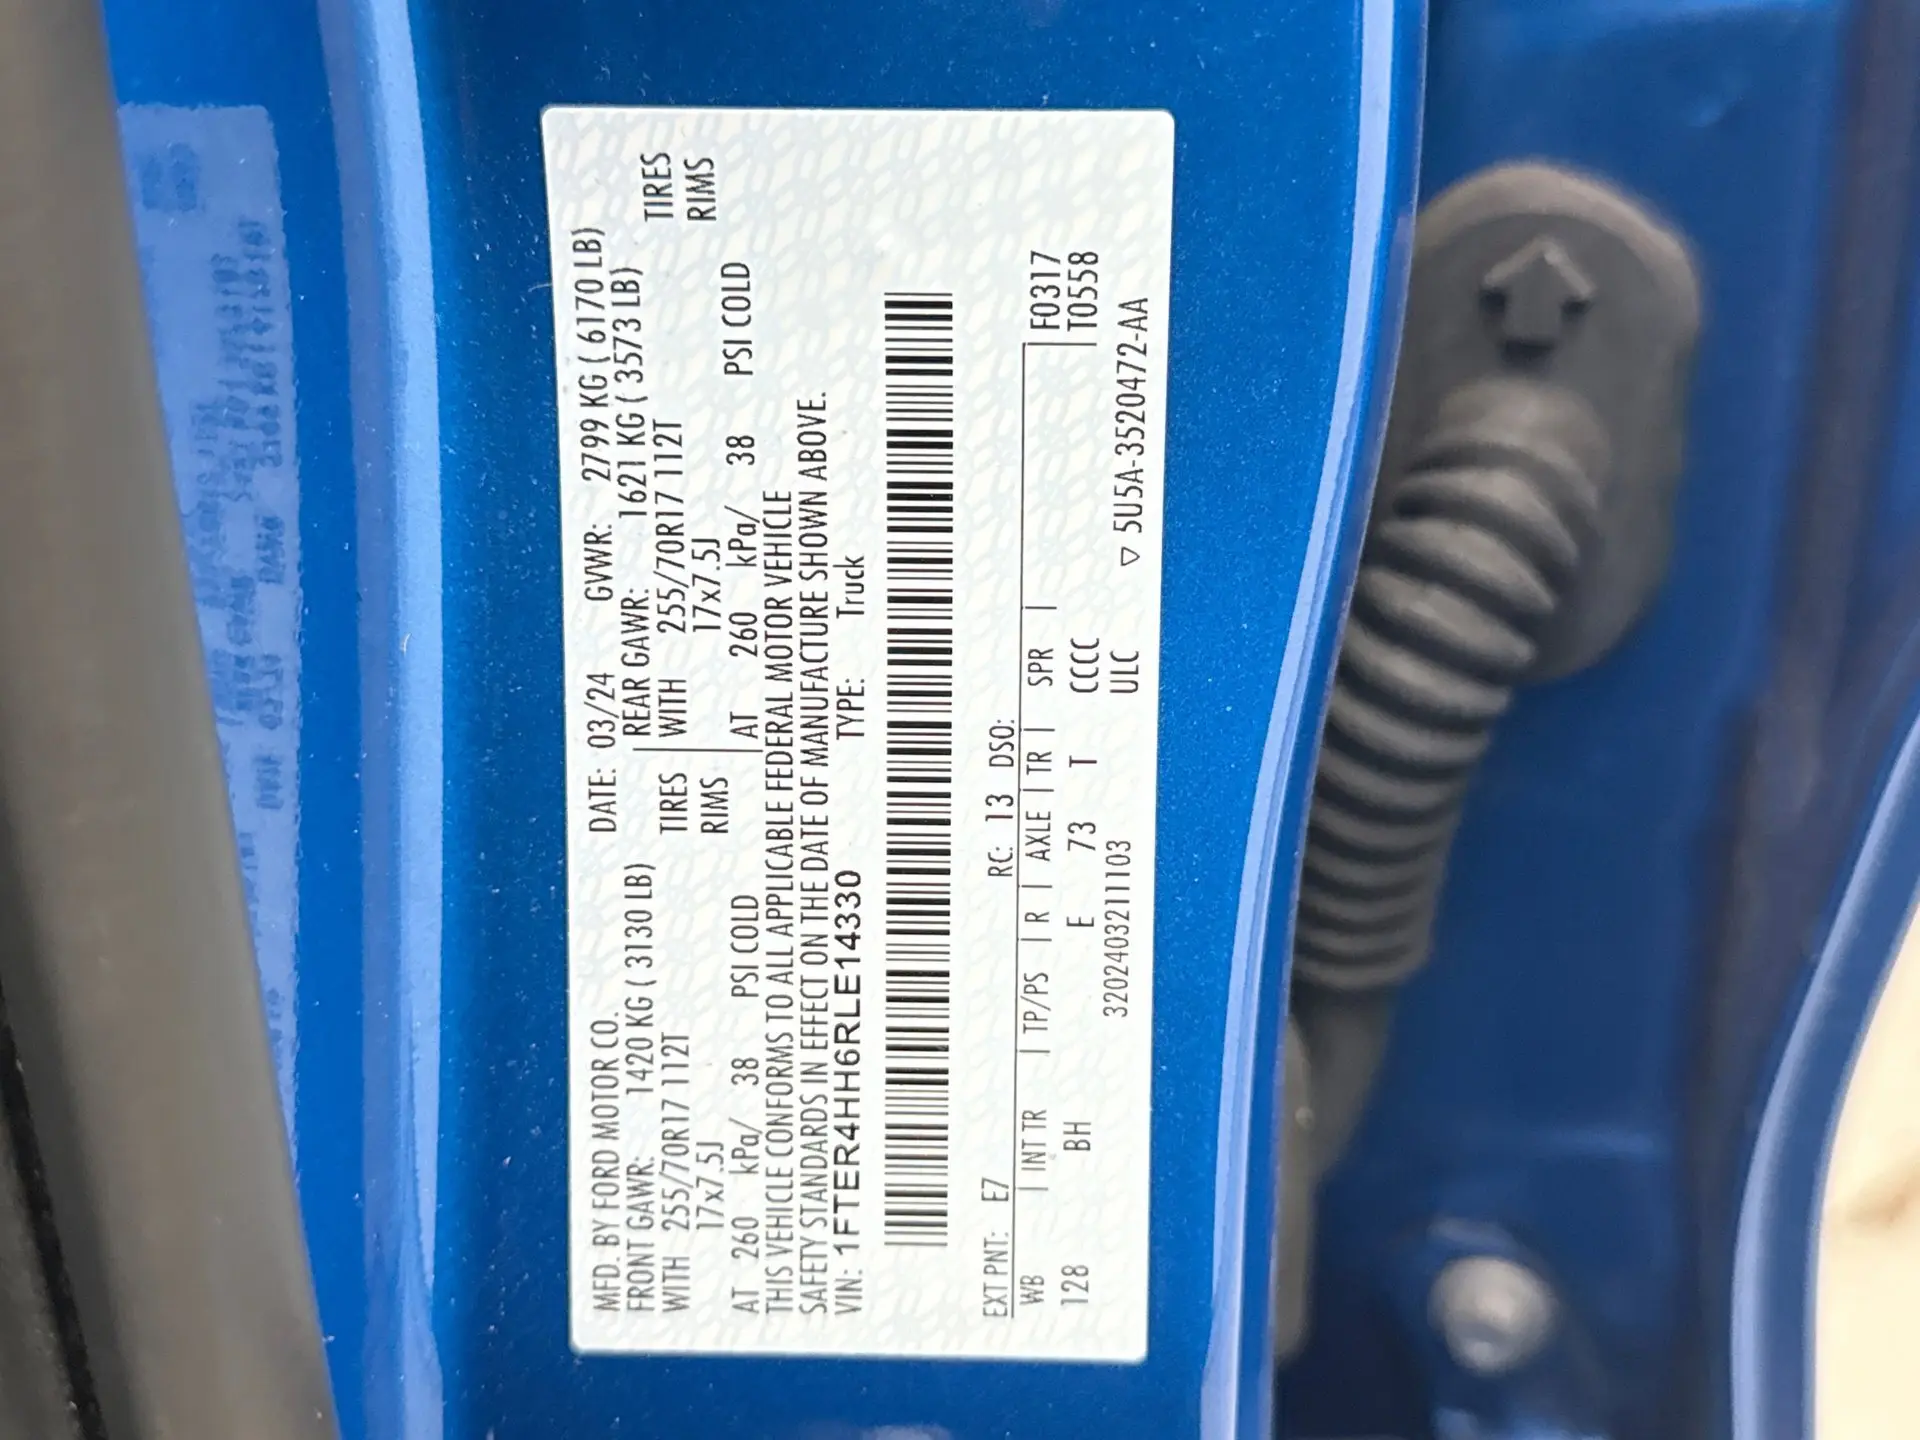 MFD. BY FORD MOTOR CO.
DATE: 03/24 GVWR: 2799 KG ( 6170 LB)
FRONT GAWR: 1420 KG ( 3130 LB) REAR GAWR: 1621 KG ( 3573 LB)
WITH 255/70R17 112T TIRES WITH 255/70R17 112T TIRES
17x7.5J RIMS 17x7.5J RIMS
AT 260 kPa/ 38 PSI COLD AT 260 kPa/ 38 PSI COLD
THIS VEHICLE CONFORMS TO ALL APPLICABLE FEDERAL MOTOR VEHICLE
SAFETY STANDARDS IN EFFECT ON THE DATE OF MANUFACTURE SHOWN ABOVE.
VIN: 1FTER4HH6RLE14330 TYPE: Truck
EXT PNT: E7 RC: 13 DSO:
WB | INT TR | TP/PS | R | AXLE | TR | SPR | F0317
128 BH E 73 T CCCC T0558
3202403211103 ULC ▽ 5U5A-3520472-AA